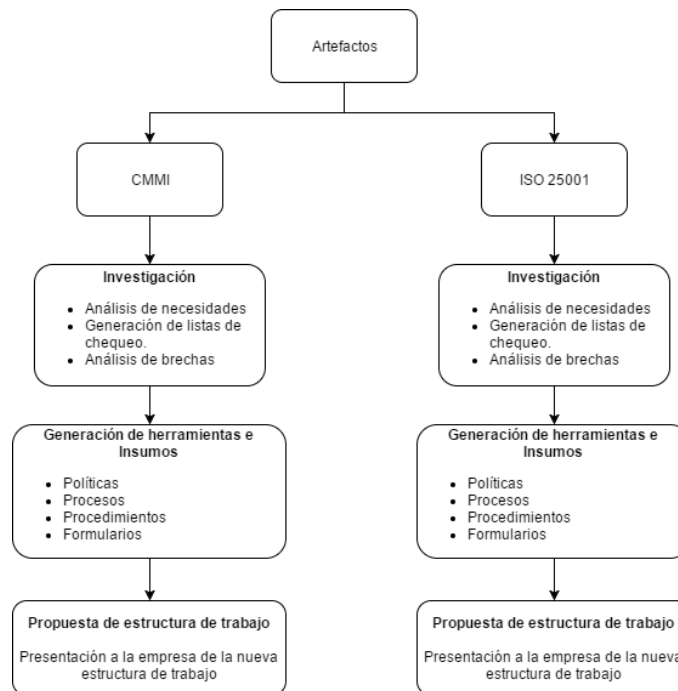 Artefactos
CMMI
ISO 25001
Investigación
• Análisis de necesidades
• Generación de listas de
chequeo.
• Análisis de brechas
Investigación
• Análisis de necesidades
• Generación de listas de
chequeo.
• Análisis de brechas
Generación de herramientas e
Insumos
• Políticas
• Procesos
• Procedimientos
• Formularios
Generación de herramientas e
Insumos
• Políticas
• Procesos
• Procedimientos
• Formularios
Propuesta de estructura de trabajo
Presentación a la empresa de la nueva
estructura de trabajo
Propuesta de estructura de trabajo
Presentación a la empresa de la nueva
estructura de trabajo